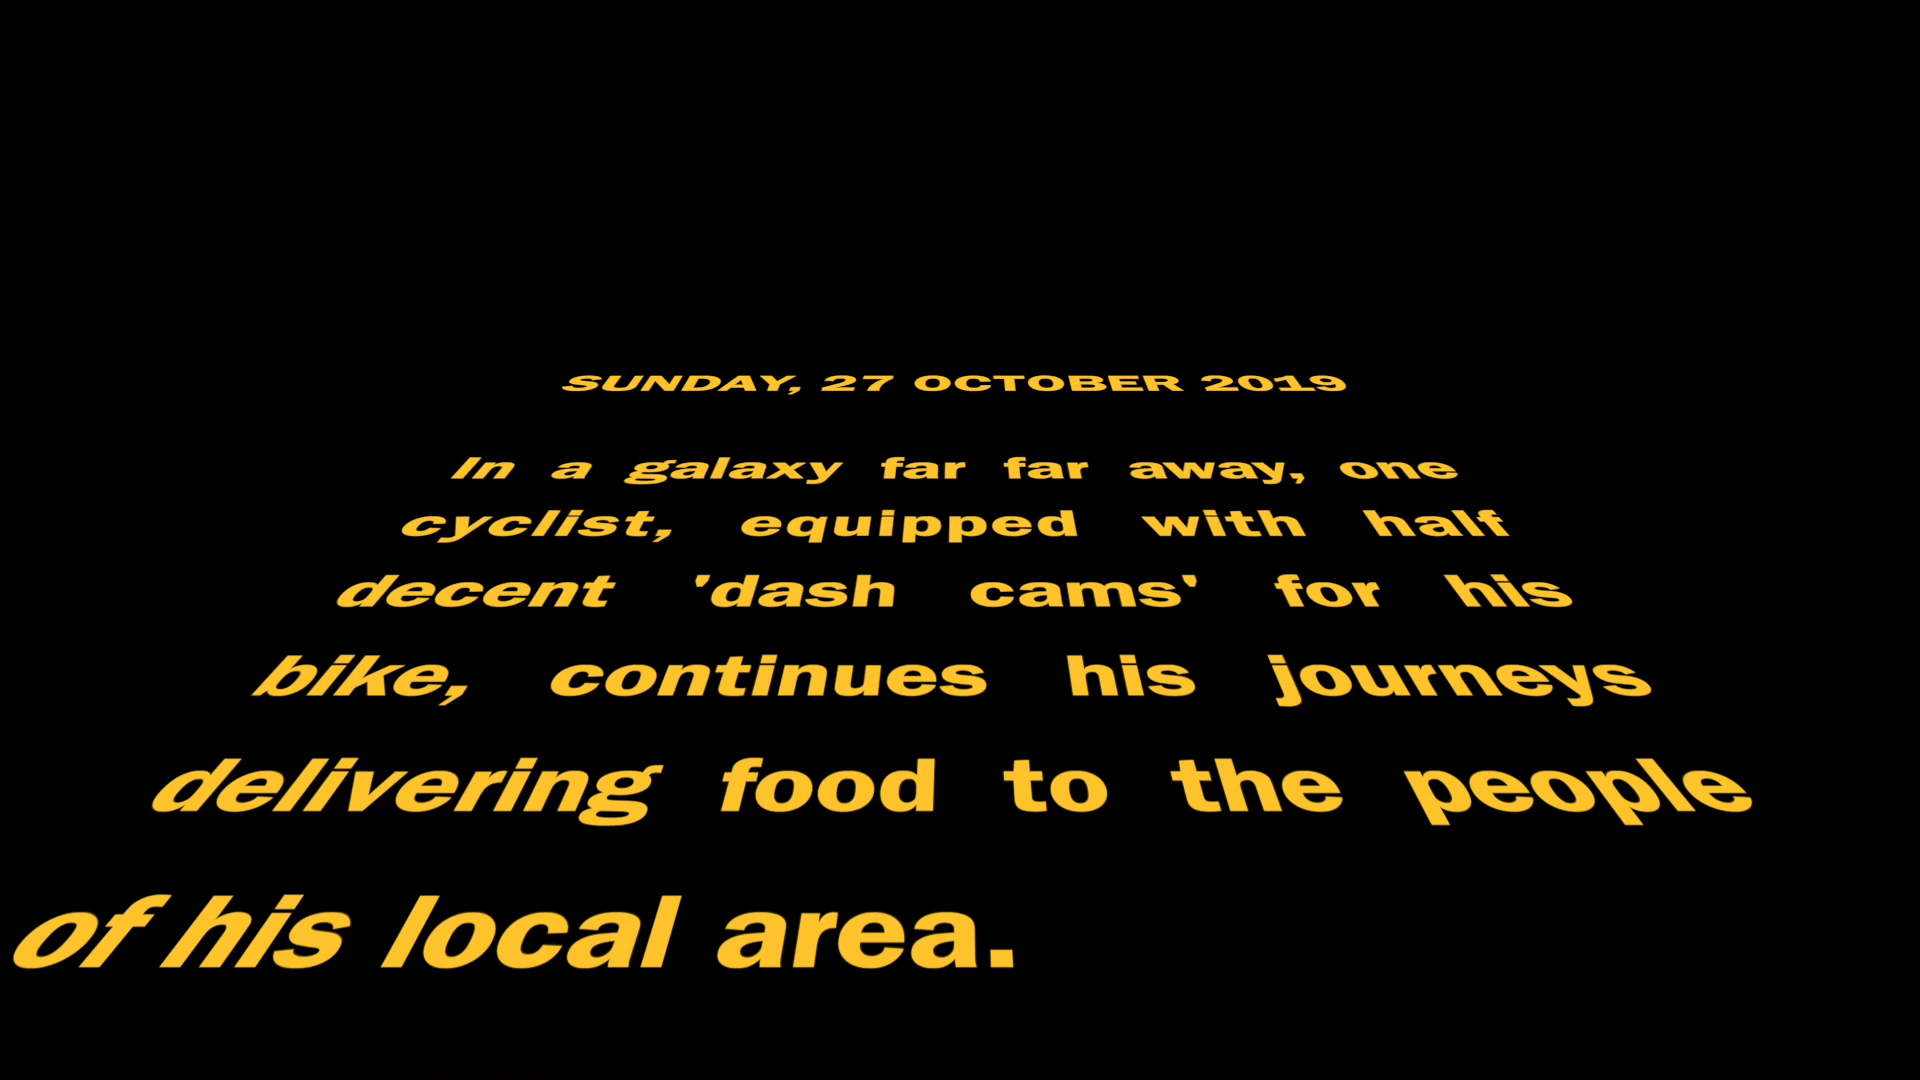 SUNDAY, 27 OCTOBER 2019
In a galaxy far far away, one
cyclist, equipped with half
decent 'dash cams' for his
bike, continues his journeys
delivering food to the people
of his local area.